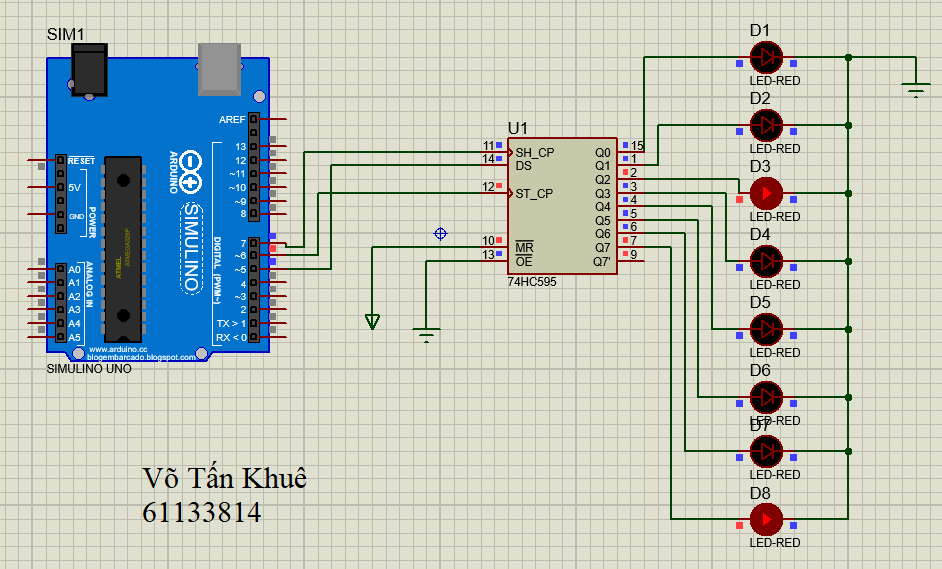 SIM1
D1
LED-RED
D2
LED-RED
D3
LED-RED
D4
LED-RED
D5
LED-RED
D6
LED-RED
D7
LED-RED
D8
LED-RED
AREF
13
12
~11
~10
~9
8
7
~6
~5
4
~3
2
TX > 1
RX < 0
DIGITAL (PWM~)
RESET
5V
GND
POWER
A0
A1
A2
A3
A4
A5
ANALOG IN
ARDUINO
SIMULINO
ATMEL
ATMEGA328P
www.arduino.cc
blogembarcado.blogspot.com
SIMULINO UNO
U1
11 SH_CP
14 DS
12 ST_CP
10 MR
13 OE
Q0 15
Q1 1
Q2 2
Q3 3
Q4 4
Q5 5
Q6 6
Q7 7
Q7' 9
74HC595
Võ Tấn Khuê
61133814